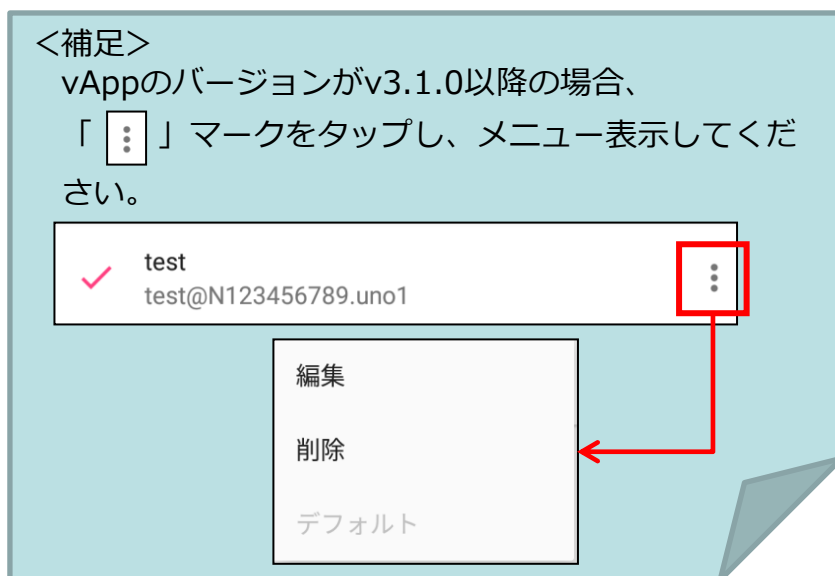 ＜補足＞
vAppのバージョンがv3.1.0以降の場合、
「 ⋮ 」マークをタップし、メニュー表示してくだ
さい。
test
test@N123456789.uno1
編集
削除
デフォルト